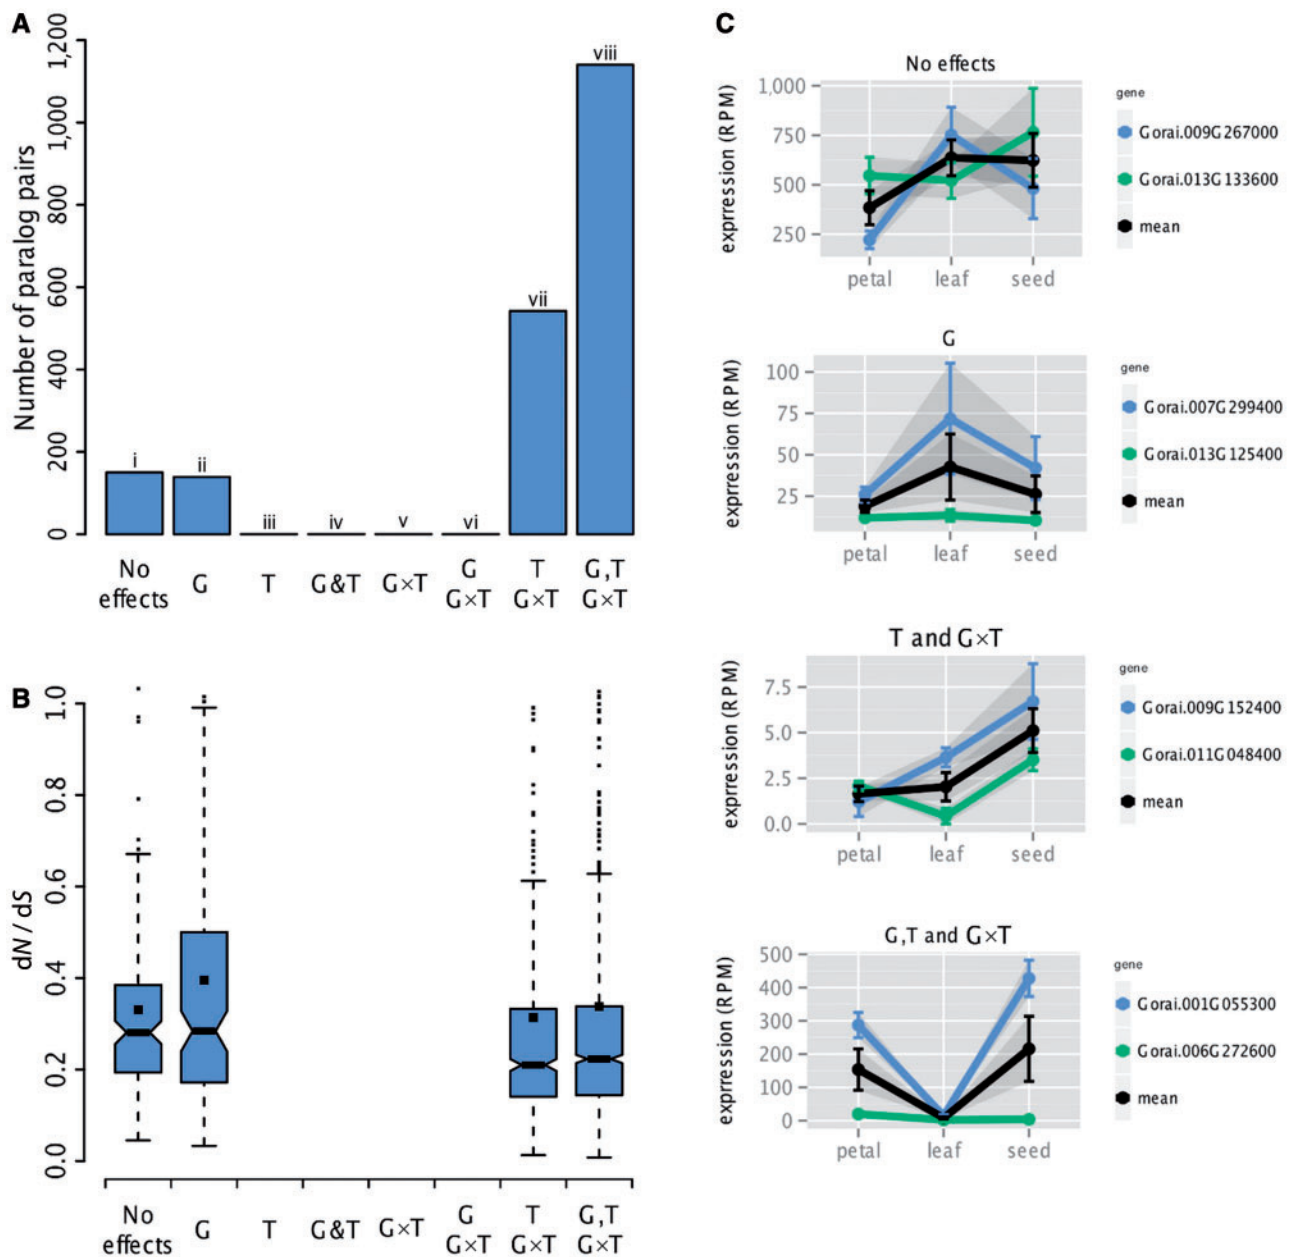 A
Number of paralog pairs
1,200
1,000
800
600
400
200
0
i
ii
iii
iv
v
vi
vii
viii
No effects
G
T
G&T
G×T
G G×T
T G×T
G,T G×T
B
dN / dS
1.0
0.8
0.6
0.4
0.2
0.0
No effects
G
T
G&T
G×T
G G×T
T G×T
G,T G×T
C
No effects
exprression (RPM)
1,000
750
500
250
petal leaf seed
gene
Gorai.009G267000
Gorai.013G133600
mean
G
exprression (RPM)
100
75
50
25
petal leaf seed
gene
Gorai.007G299400
Gorai.013G125400
mean
T and G×T
exprression (RPM)
7.5
5.0
2.5
0.0
petal leaf seed
gene
Gorai.009G152400
Gorai.011G048400
mean
G,T and G×T
exprression (RPM)
500
400
300
200
100
0
petal leaf seed
gene
Gorai.001G055300
Gorai.006G272600
mean